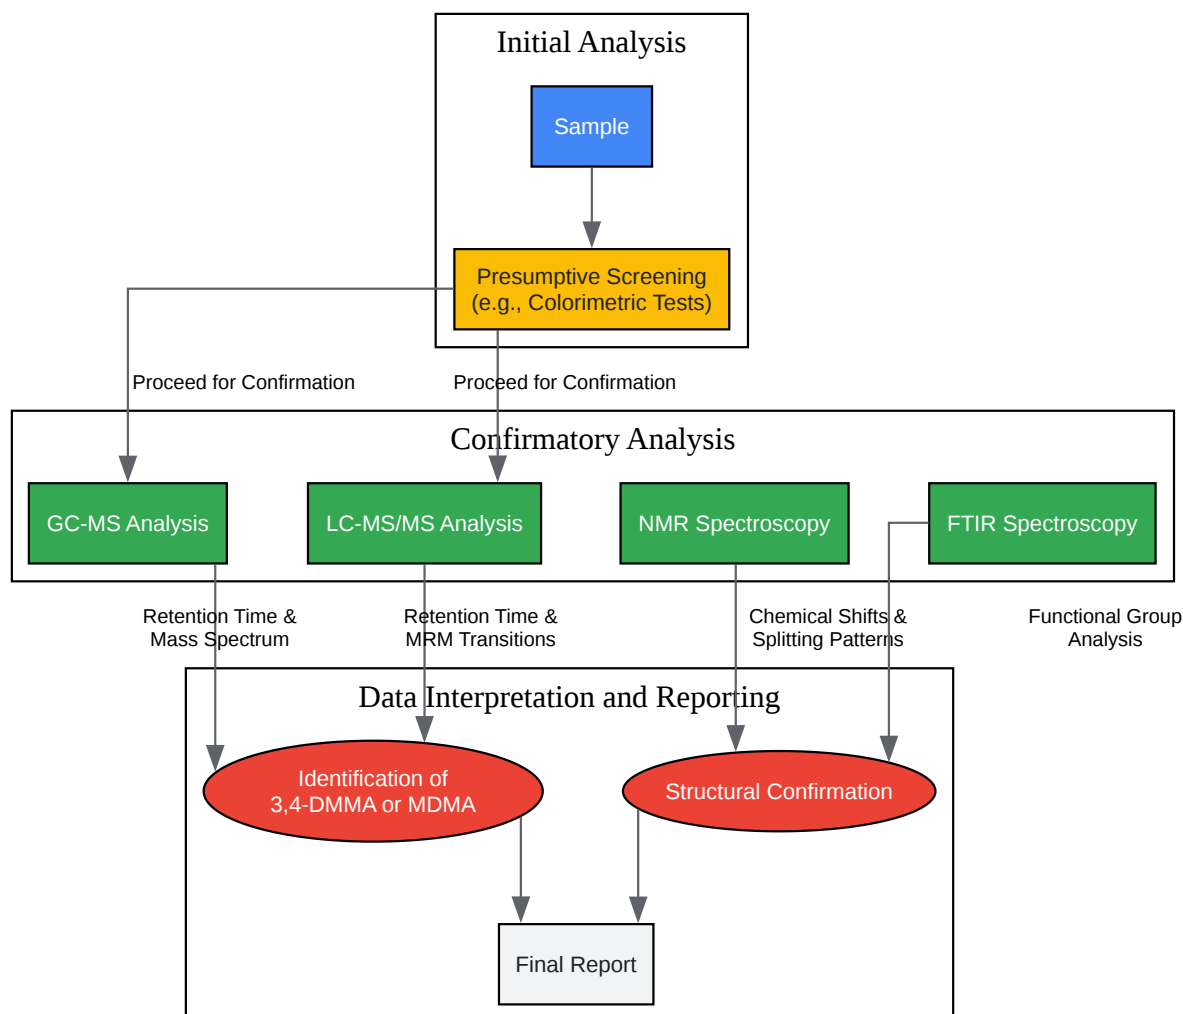 Initial Analysis
Sample
Presumptive Screening
(e.g., Colorimetric Tests)
Proceed for Confirmation
Proceed for Confirmation
Confirmatory Analysis
GC-MS Analysis
LC-MS/MS Analysis
NMR Spectroscopy
FTIR Spectroscopy
Retention Time &
Mass Spectrum
Retention Time &
MRM Transitions
Chemical Shifts &
Splitting Patterns
Functional Group
Analysis
Data Interpretation and Reporting
Identification of
3,4-DMMA or MDMA
Structural Confirmation
Final Report